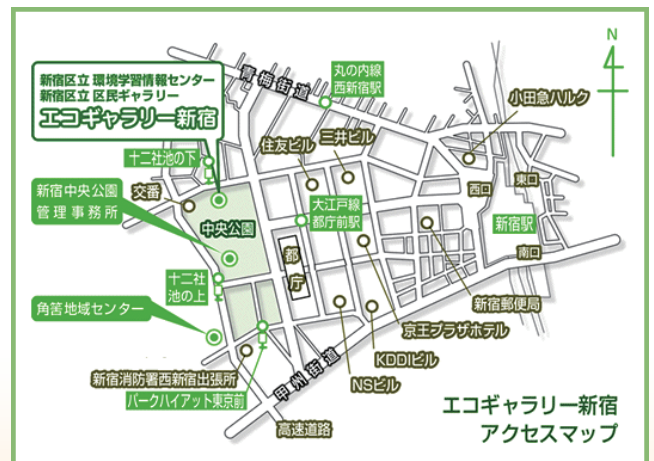 新宿区立 環境学習情報センター
新宿区立 区民ギャラリー
エコギャラリー新宿
青梅街道
丸の内線
西新宿駅
N
小田急ハルク
十二社池の下
住友ビル
三井ビル
交番
新宿中央公園
管理事務所
中央公園
大江戸線
都庁前駅
西口
東口
新宿駅
南口
都庁
十二社
池の上
新宿郵便局
角筈地域センター
京王プラザホテル
KDDIビル
NSビル
新宿消防署西新宿出張所
パークハイアット東京前
甲州街道
高速道路
エコギャラリー新宿
アクセスマップ